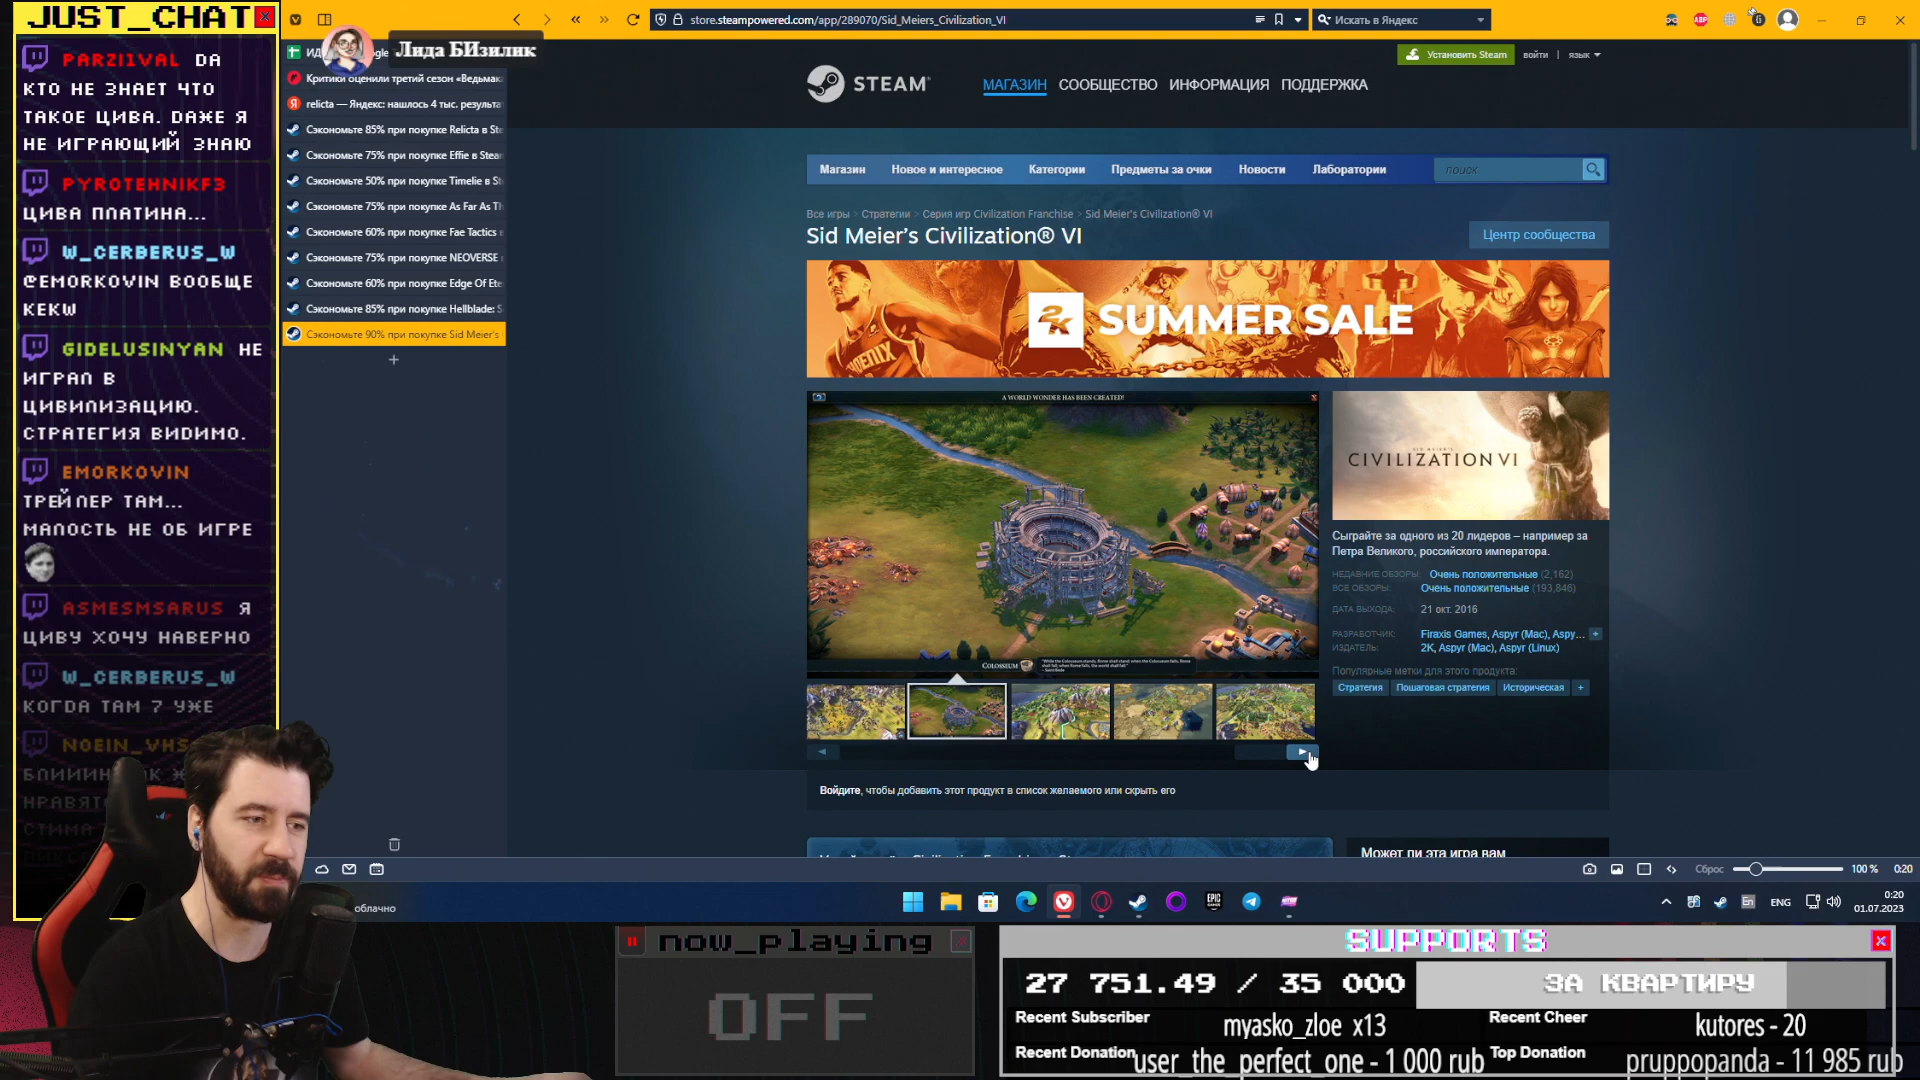 JUST_CHAT
PARZI1VAL DA
КТО НЕ ЗНАЕТ ЧТО
ТАКОЕ ЦИВА. DАЖЕ Я
НЕ ИГРАЮЩИЙ ЗНАЮ
PYROTEHNIKF3
ЦИВА ПЛАТИНА...
W_CERBERUS_W
@EMORKOVIN ВООБЩЕ
KEKW
GIDELUSINYAN НЕ
ИГРАЛ В
ЦИВИЛИЗАЦИЮ.
СТРАТЕГИЯ ВИDИМО.
EMORKOVIN
ТРЕЙЛЕР ТАМ...
МАЛОСТЬ НЕ ОБ ИГРЕ
ASMESMSARUS Я
ЦИВУ ХОЧУ НАВЕРНО
W_CERBERUS_W
КОГDА ТАМ 7 УЖЕ
NOEIN_VHS
Лида БИзилик
store.steampowered.com/app/289070/Sid_Meiers_Civilization_VI
Искать в Яндекс
Критики оценили третий сезон «Ведьмак
relicta — Яндекс: нашлось 4 тыс. результа
Сэкономьте 85% при покупке Relicta в Ste
Сэкономьте 75% при покупке Effie в Steam
Сэкономьте 50% при покупке Timelie в St
Сэкономьте 75% при покупке As Far As Th
Сэкономьте 60% при покупке Fae Tactics
Сэкономьте 75% при покупке NEOVERSE
Сэкономьте 60% при покупке Edge Of Ete
Сэкономьте 85% при покупке Hellblade: S
Сэкономьте 90% при покупке Sid Meier's
+
Установить Steam
войти | язык
STEAM
МАГАЗИН СООБЩЕСТВО ИНФОРМАЦИЯ ПОДДЕРЖКА
Магазин Новое и интересное Категории Предметы за очки Новости Лаборатории поиск
Все игры > Стратегии > Серия игр Civilization Franchise > Sid Meier's Civilization® VI
Sid Meier's Civilization® VI
Центр сообщества
2K SUMMER SALE
A WORLD WONDER HAS BEEN CREATED!
COLOSSEUM
SID MEIER'S
CIVILIZATION VI
Сыграйте за одного из 20 лидеров – например за
Петра Великого, российского императора.
НЕДАВНИЕ ОБЗОРЫ: Очень положительные (2,162)
ВСЕ ОБЗОРЫ: Очень положительные (193,846)
ДАТА ВЫХОДА: 21 окт. 2016
РАЗРАБОТЧИК: Firaxis Games, Aspyr (Mac), Aspy... +
ИЗДАТЕЛЬ: 2K, Aspyr (Mac), Aspyr (Linux)
Популярные метки для этого продукта:
Стратегия Пошаговая стратегия Историческая +
Войдите, чтобы добавить этот продукт в список желаемого или скрыть его
Может ли эта игра вам
Сброс 100 % 0:20
облачно
ENG
0:20
01.07.2023
now_playing
OFF
SUPPORTS
27 751.49 / 35 000
ЗА КВАРТИРУ
Recent Subscriber myasko_zloe x13
Recent Cheer kutores - 20
Recent Donation user_the_perfect_one - 1 000 rub
Top Donation pruppopanda - 11 985 rub